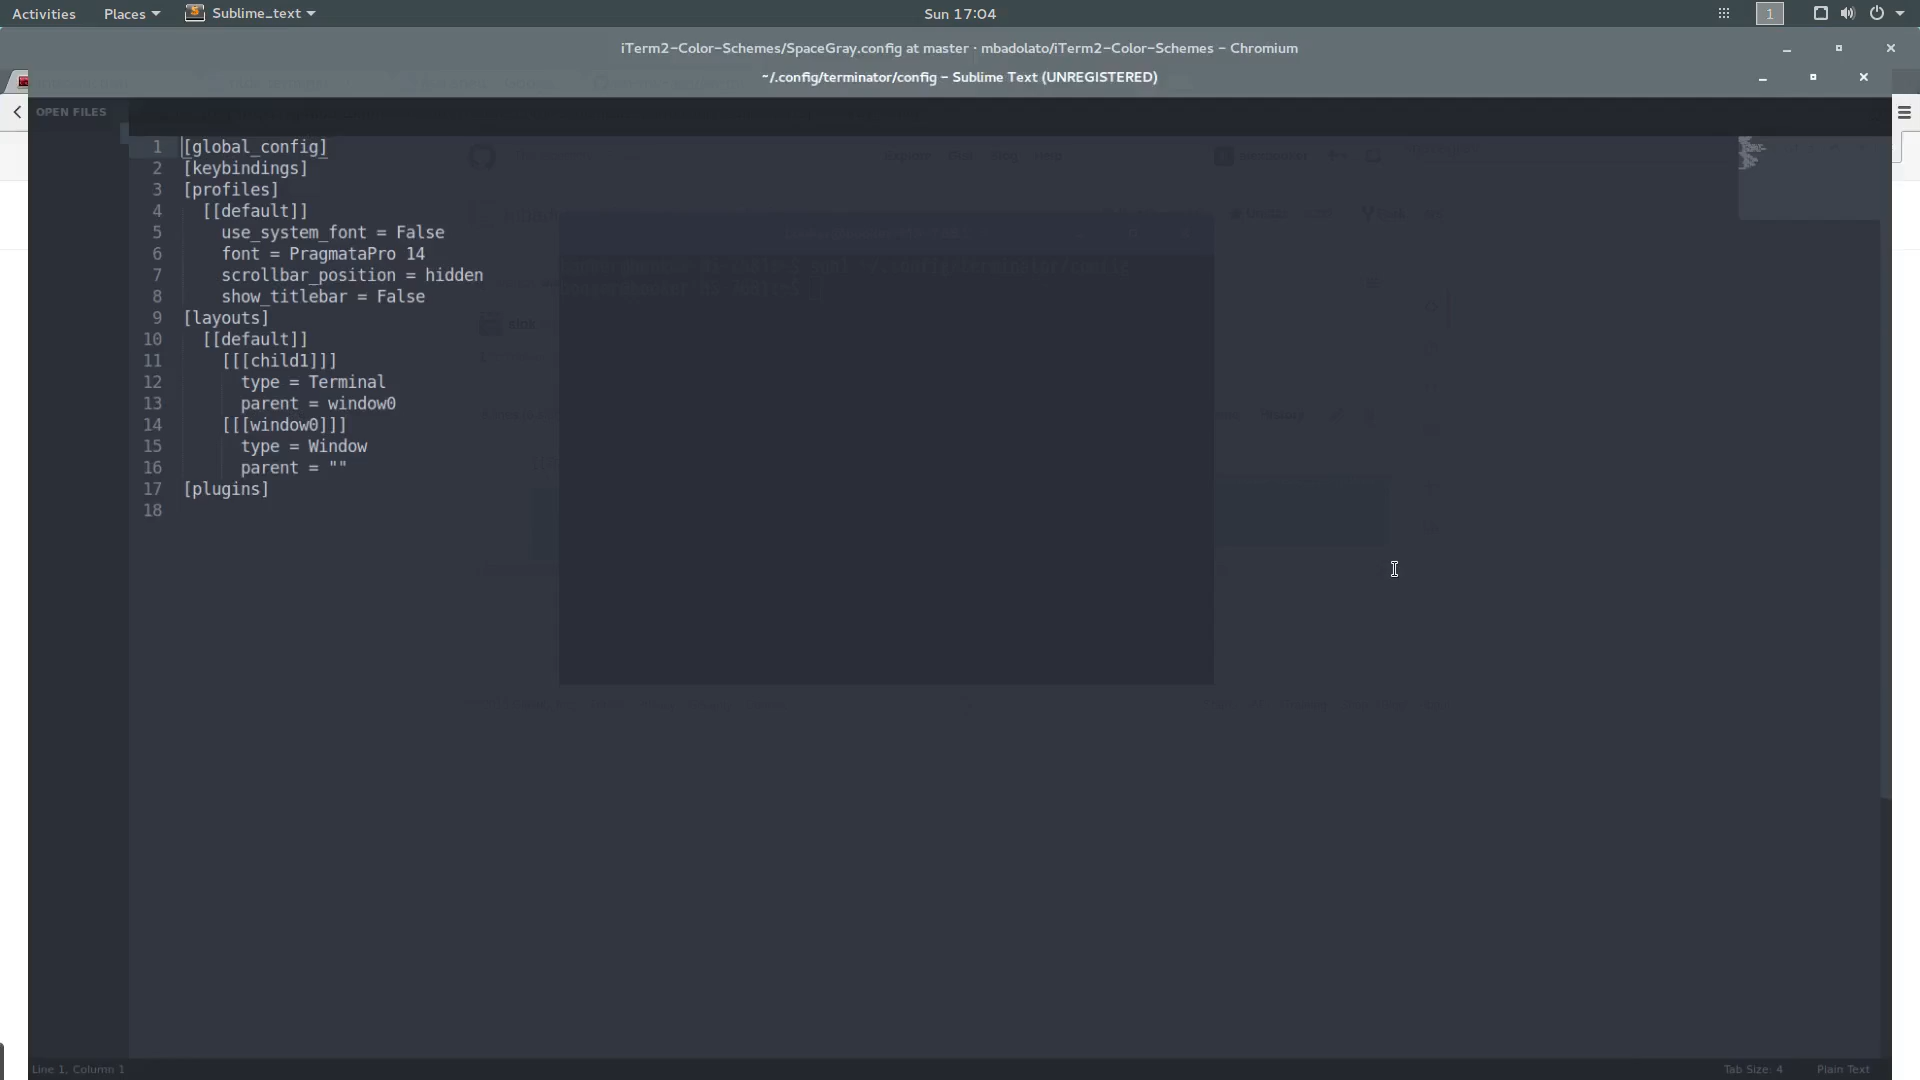 Activities Places Sublime_text Sun 17:04 1
iTerm2-Color-Schemes/SpaceGray.config at master · mbadolato/iTerm2-Color-Schemes - Chromium
~/.config/terminator/config - Sublime Text (UNREGISTERED)
OPEN FILES
1 [global_config]
2 [keybindings]
3 [profiles]
4 [[default]]
5 use_system_font = False
6 font = PragmataPro 14
7 scrollbar_position = hidden
8 show_titlebar = False
9 [layouts]
10 [[default]]
11 [[[child1]]]
12 type = Terminal
13 parent = window0
14 [[[window0]]]
15 type = Window
16 parent = ""
17 [plugins]
18
Line 1, Column 1 Tab Size: 4 Plain Text